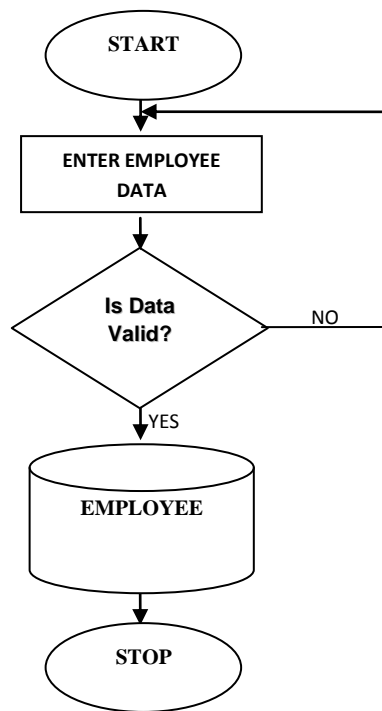 START
ENTER EMPLOYEE
DATA
Is Data
Valid?
NO
YES
EMPLOYEE
STOP